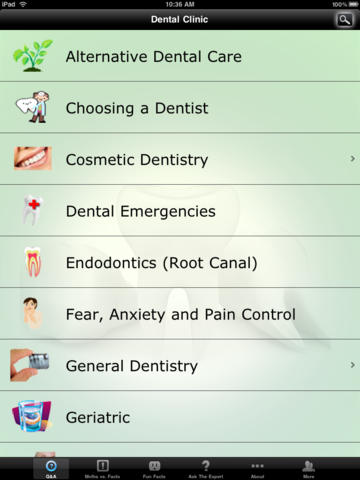 iPad
10:36 AM
100%
Dental Clinic
Alternative Dental Care
Choosing a Dentist
Cosmetic Dentistry
Dental Emergencies
Endodontics (Root Canal)
Fear, Anxiety and Pain Control
General Dentistry
Geriatric
Q&A
Myths vs. Facts
Fun Facts
Ask The Expert
About
More